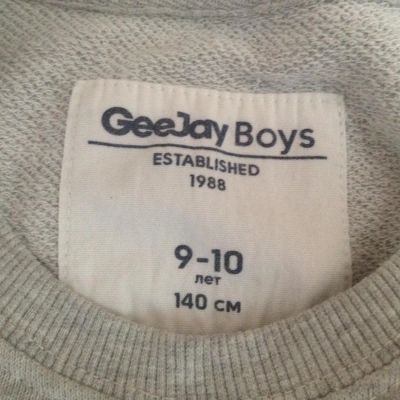 GeeJay Boys
ESTABLISHED
1988
9-10
лет
140 см